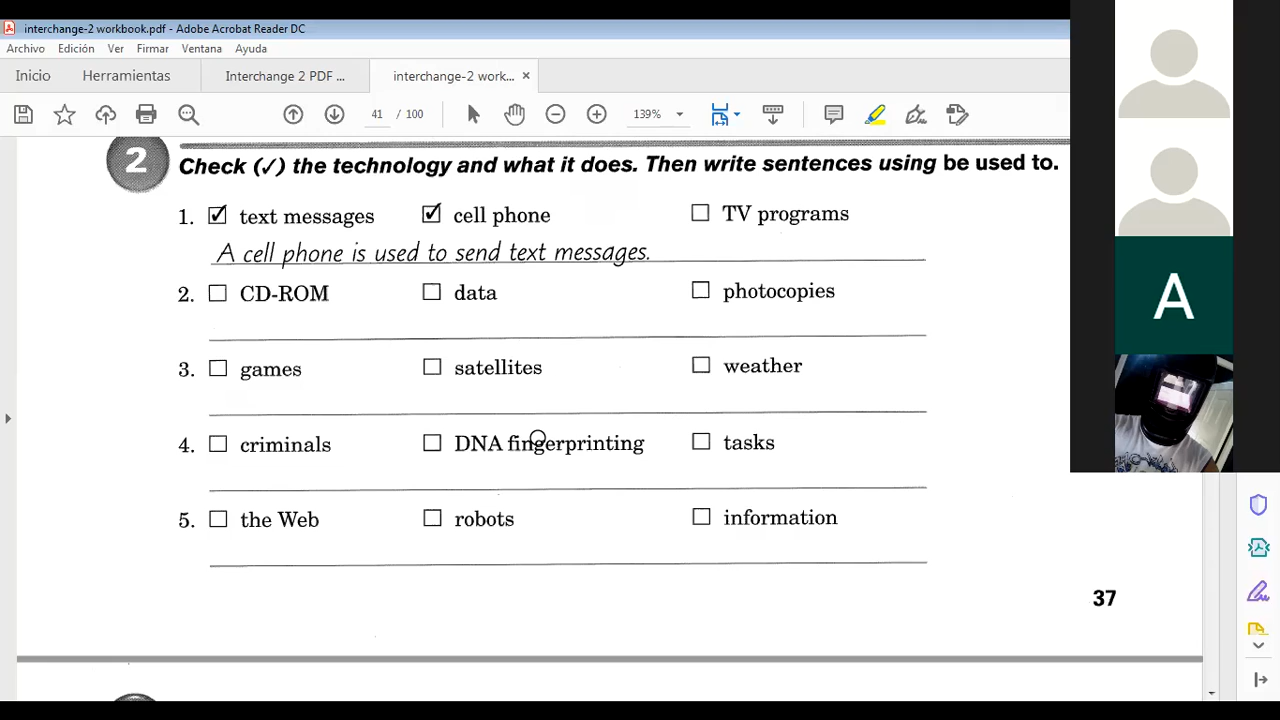 interchange-2 workbook.pdf - Adobe Acrobat Reader DC
Archivo Edición Ver Firmar Ventana Ayuda
Inicio Herramientas Interchange 2 PDF ... interchange-2 work... ×
41 / 100 139%
2 Check (✓) the technology and what it does. Then write sentences using be used to.
1. ✓ text messages ✓ cell phone TV programs
A cell phone is used to send text messages.
2. CD-ROM data photocopies
3. games satellites weather
4. criminals DNA fingerprinting tasks
5. the Web robots information
37
A